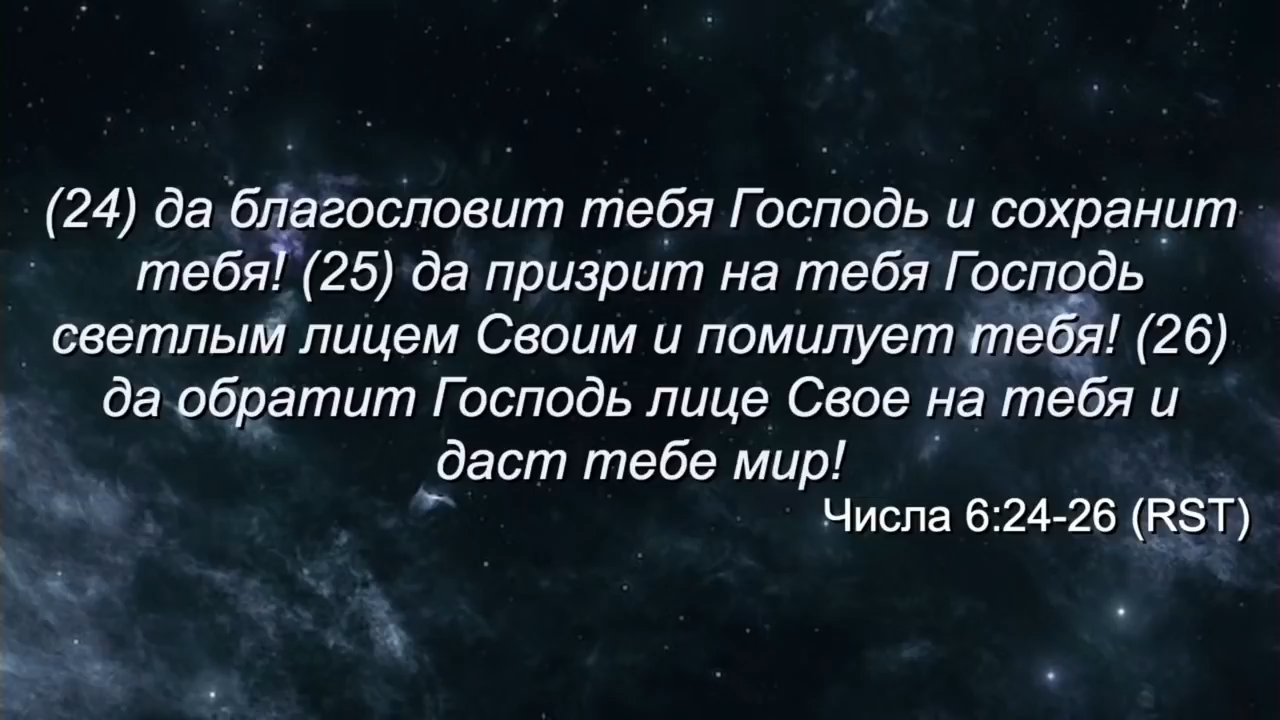 (24) да благословит тебя Господь и сохранит
тебя! (25) да призрит на тебя Господь
светлым лицем Своим и помилует тебя! (26)
да обратит Господь лице Свое на тебя и
даст тебе мир!
Числа 6:24-26 (RST)